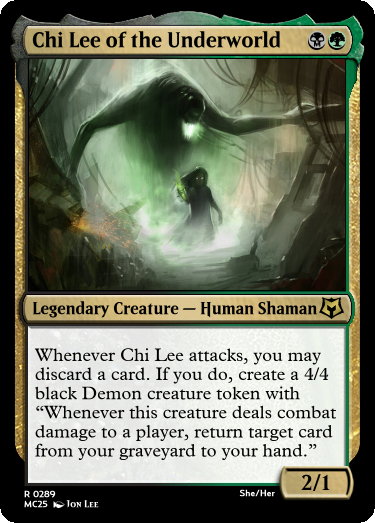 Chi Lee of the Underworld
Legendary Creature — Human Shaman
Whenever Chi Lee attacks, you may
discard a card. If you do, create a 4/4
black Demon creature token with
“Whenever this creature deals combat
damage to a player, return target card
from your graveyard to your hand.”
2/1
R 0289
She/Her
MC25 Jon Lee